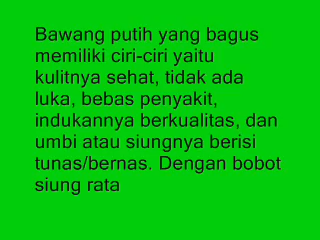 Bawang putih yang bagus
memiliki ciri-ciri yaitu
kulitnya sehat, tidak ada
luka, bebas penyakit,
indukannya berkualitas, dan
umbi atau siungnya berisi
tunas/bernas. Dengan bobot
siung rata